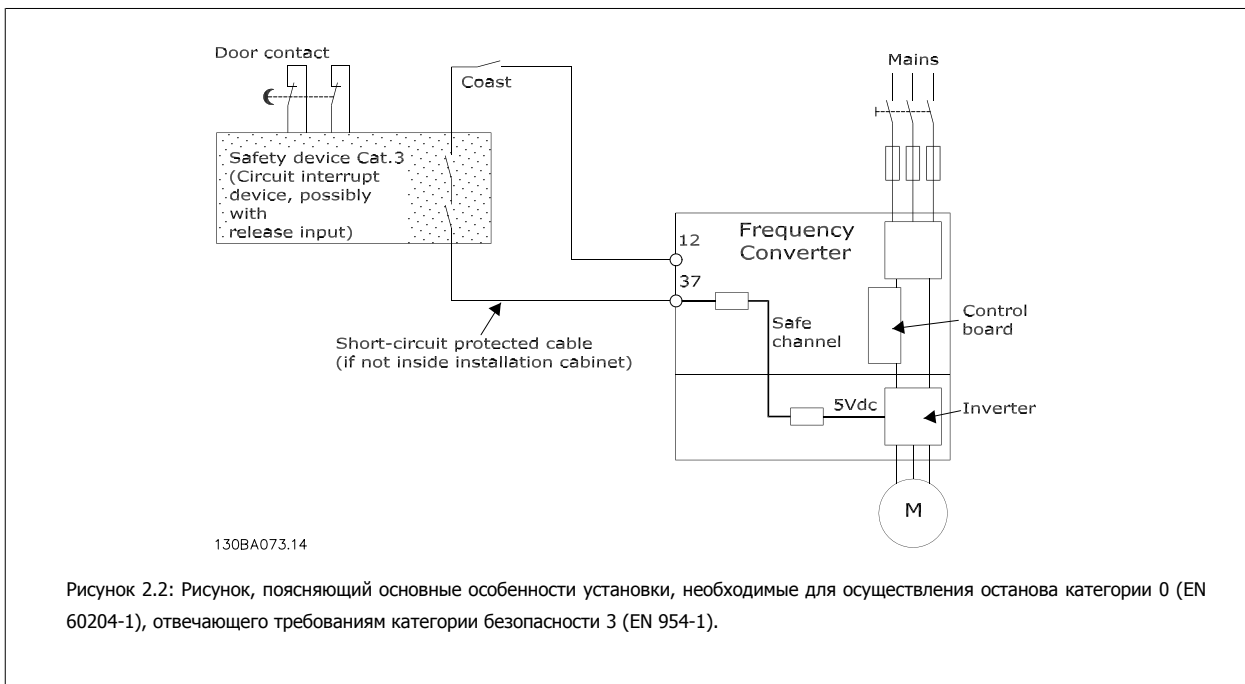 Door contact
Mains
Coast
Safety device Cat.3
(Circuit interrupt
device, possibly
with
release input)
Frequency
Converter
12
37
Safe
channel
Control
board
Short-circuit protected cable
(if not inside installation cabinet)
5Vdc
Inverter
M
130BA073.14
Рисунок 2.2: Рисунок, поясняющий основные особенности установки, необходимые для осуществления останова категории 0 (EN
60204-1), отвечающего требованиям категории безопасности 3 (EN 954-1).